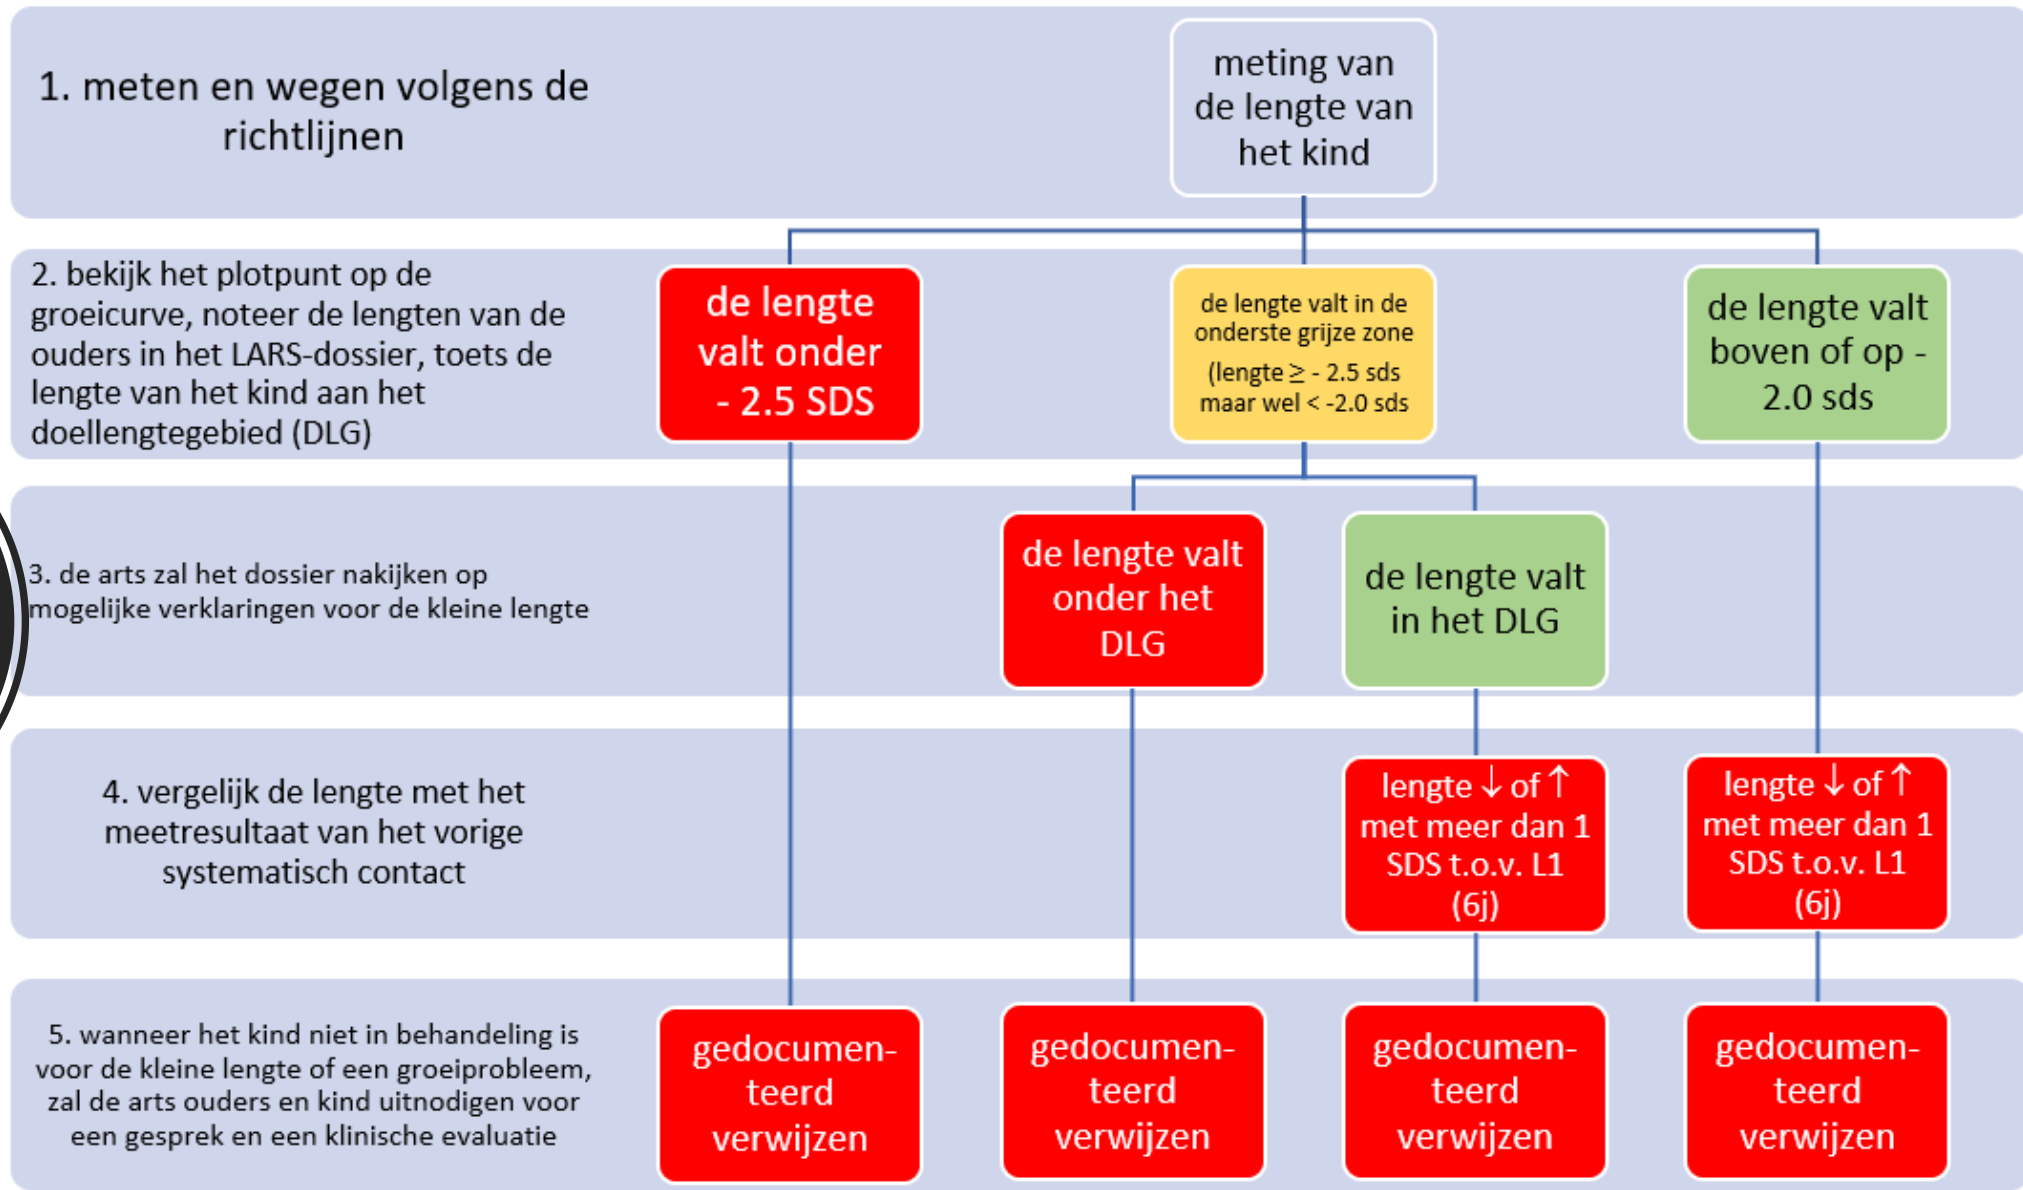 1. meten en wegen volgens de
richtlijnen
meting van
de lengte van
het kind
2. bekijk het plotpunt op de
groeicurve, noteer de lengten van de
ouders in het LARS-dossier, toets de
lengte van het kind aan het
doellengtegebied (DLG)
de lengte
valt onder
- 2.5 SDS
de lengte valt in de
onderste grijze zone
(lengte ≥ - 2.5 sds
maar wel < -2.0 sds
de lengte valt
boven of op -
2.0 sds
3. de arts zal het dossier nakijken op
mogelijke verklaringen voor de kleine lengte
de lengte valt
onder het
DLG
de lengte valt
in het DLG
4. vergelijk de lengte met het
meetresultaat van het vorige
systematisch contact
lengte ↓ of ↑
met meer dan 1
SDS t.o.v. L1
(6j)
lengte ↓ of ↑
met meer dan 1
SDS t.o.v. L1
(6j)
5. wanneer het kind niet in behandeling is
voor de kleine lengte of een groeiprobleem,
zal de arts ouders en kind uitnodigen voor
een gesprek en een klinische evaluatie
gedocumen-
teerd
verwijzen
gedocumen-
teerd
verwijzen
gedocumen-
teerd
verwijzen
gedocumen-
teerd
verwijzen